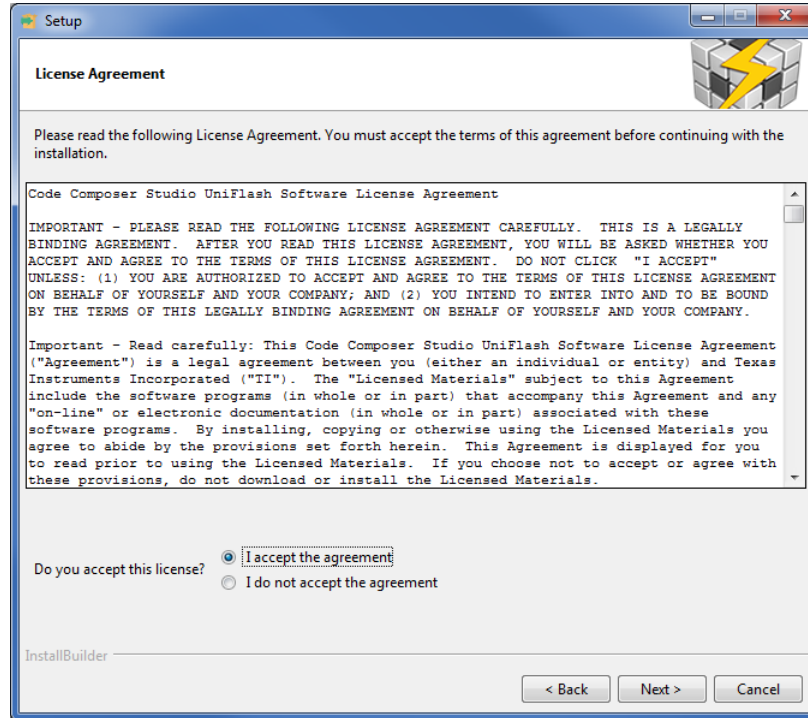 Setup
License Agreement
Please read the following License Agreement. You must accept the terms of this agreement before continuing with the
installation.
Code Composer Studio UniFlash Software License Agreement
IMPORTANT - PLEASE READ THE FOLLOWING LICENSE AGREEMENT CAREFULLY.  THIS IS A LEGALLY
BINDING AGREEMENT.  AFTER YOU READ THIS LICENSE AGREEMENT, YOU WILL BE ASKED WHETHER YOU
ACCEPT AND AGREE TO THE TERMS OF THIS LICENSE AGREEMENT.  DO NOT CLICK  "I ACCEPT"
UNLESS: (1) YOU ARE AUTHORIZED TO ACCEPT AND AGREE TO THE TERMS OF THIS LICENSE AGREEMENT
ON BEHALF OF YOURSELF AND YOUR COMPANY; AND (2) YOU INTEND TO ENTER INTO AND TO BE BOUND
BY THE TERMS OF THIS LEGALLY BINDING AGREEMENT ON BEHALF OF YOURSELF AND YOUR COMPANY.
Important - Read carefully: This Code Composer Studio UniFlash Software License Agreement
("Agreement") is a legal agreement between you (either an individual or entity) and Texas
Instruments Incorporated ("TI").  The "Licensed Materials" subject to this Agreement
include the software programs (in whole or in part) that accompany this Agreement and any
"on-line" or electronic documentation (in whole or in part) associated with these
software programs.  By installing, copying or otherwise using the Licensed Materials you
agree to abide by the provisions set forth herein.  This Agreement is displayed for you
to read prior to using the Licensed Materials.  If you choose not to accept or agree with
these provisions, do not download or install the Licensed Materials.
Do you accept this license?
I accept the agreement
I do not accept the agreement
InstallBuilder
< Back
Next >
Cancel